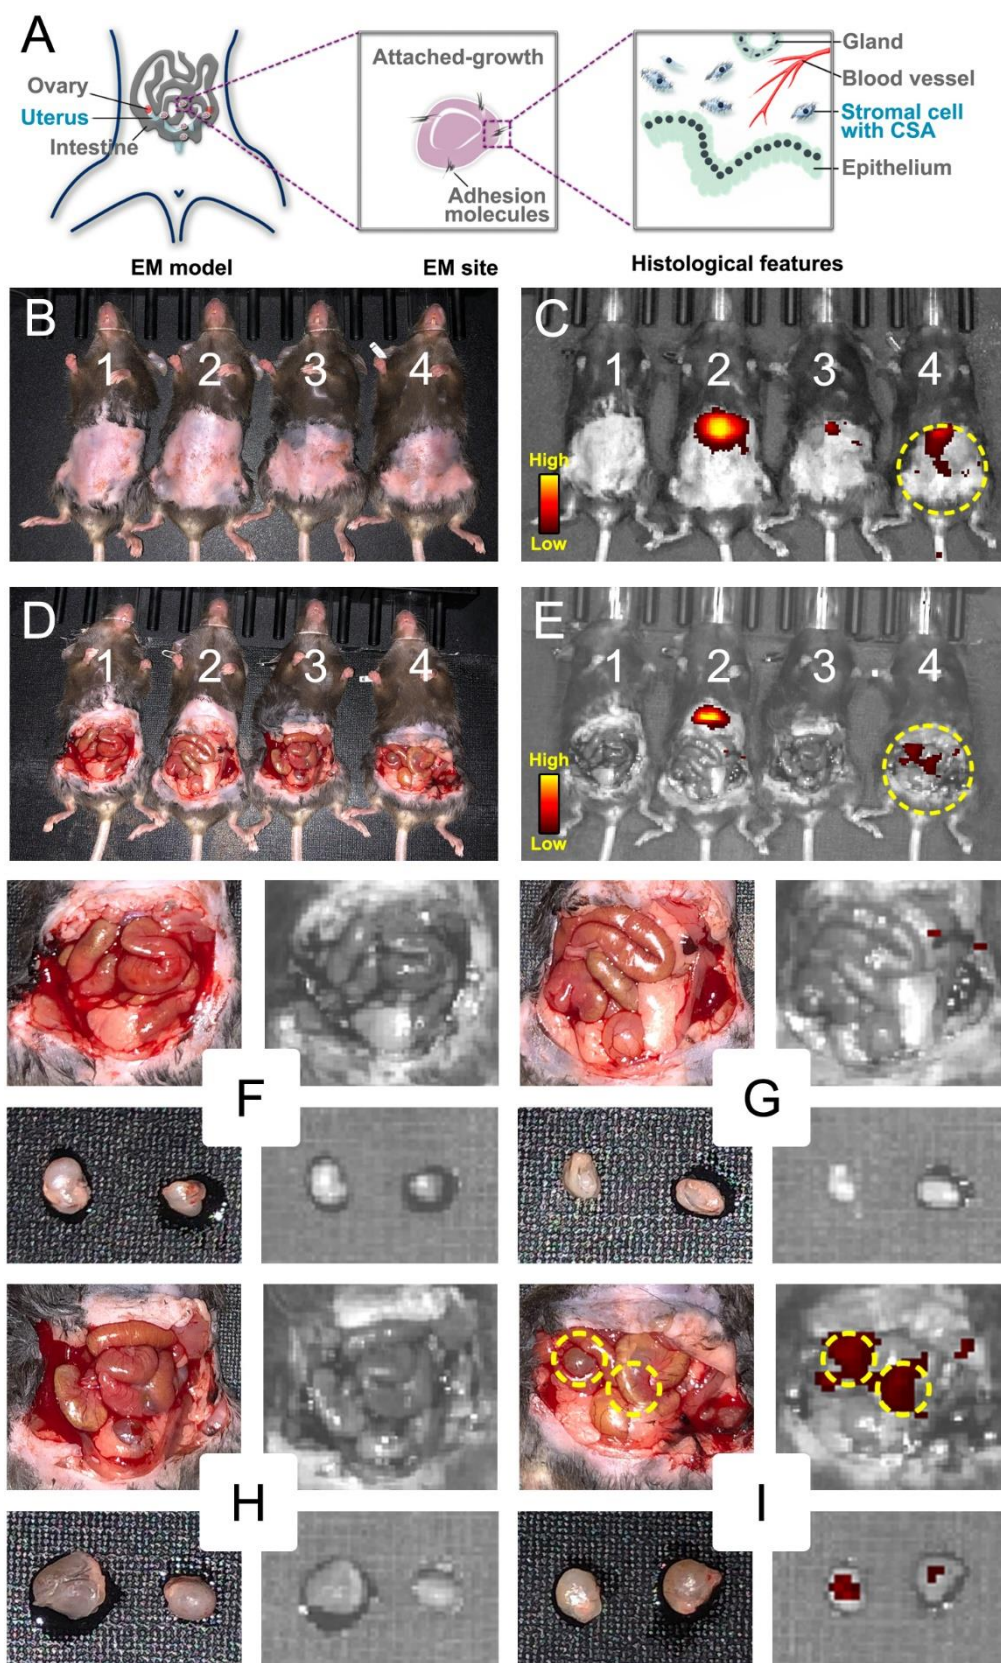 A
Ovary
Uterus
Intestine
Attached-growth
Adhesion
molecules
Gland
Blood vessel
Stromal cell
with CSA
Epithelium
EM model
EM site
Histological features
B
1
2
3
4
C
1
2
3
4
High
Low
D
1
2
3
4
E
1
2
3
4
High
Low
F
G
H
I